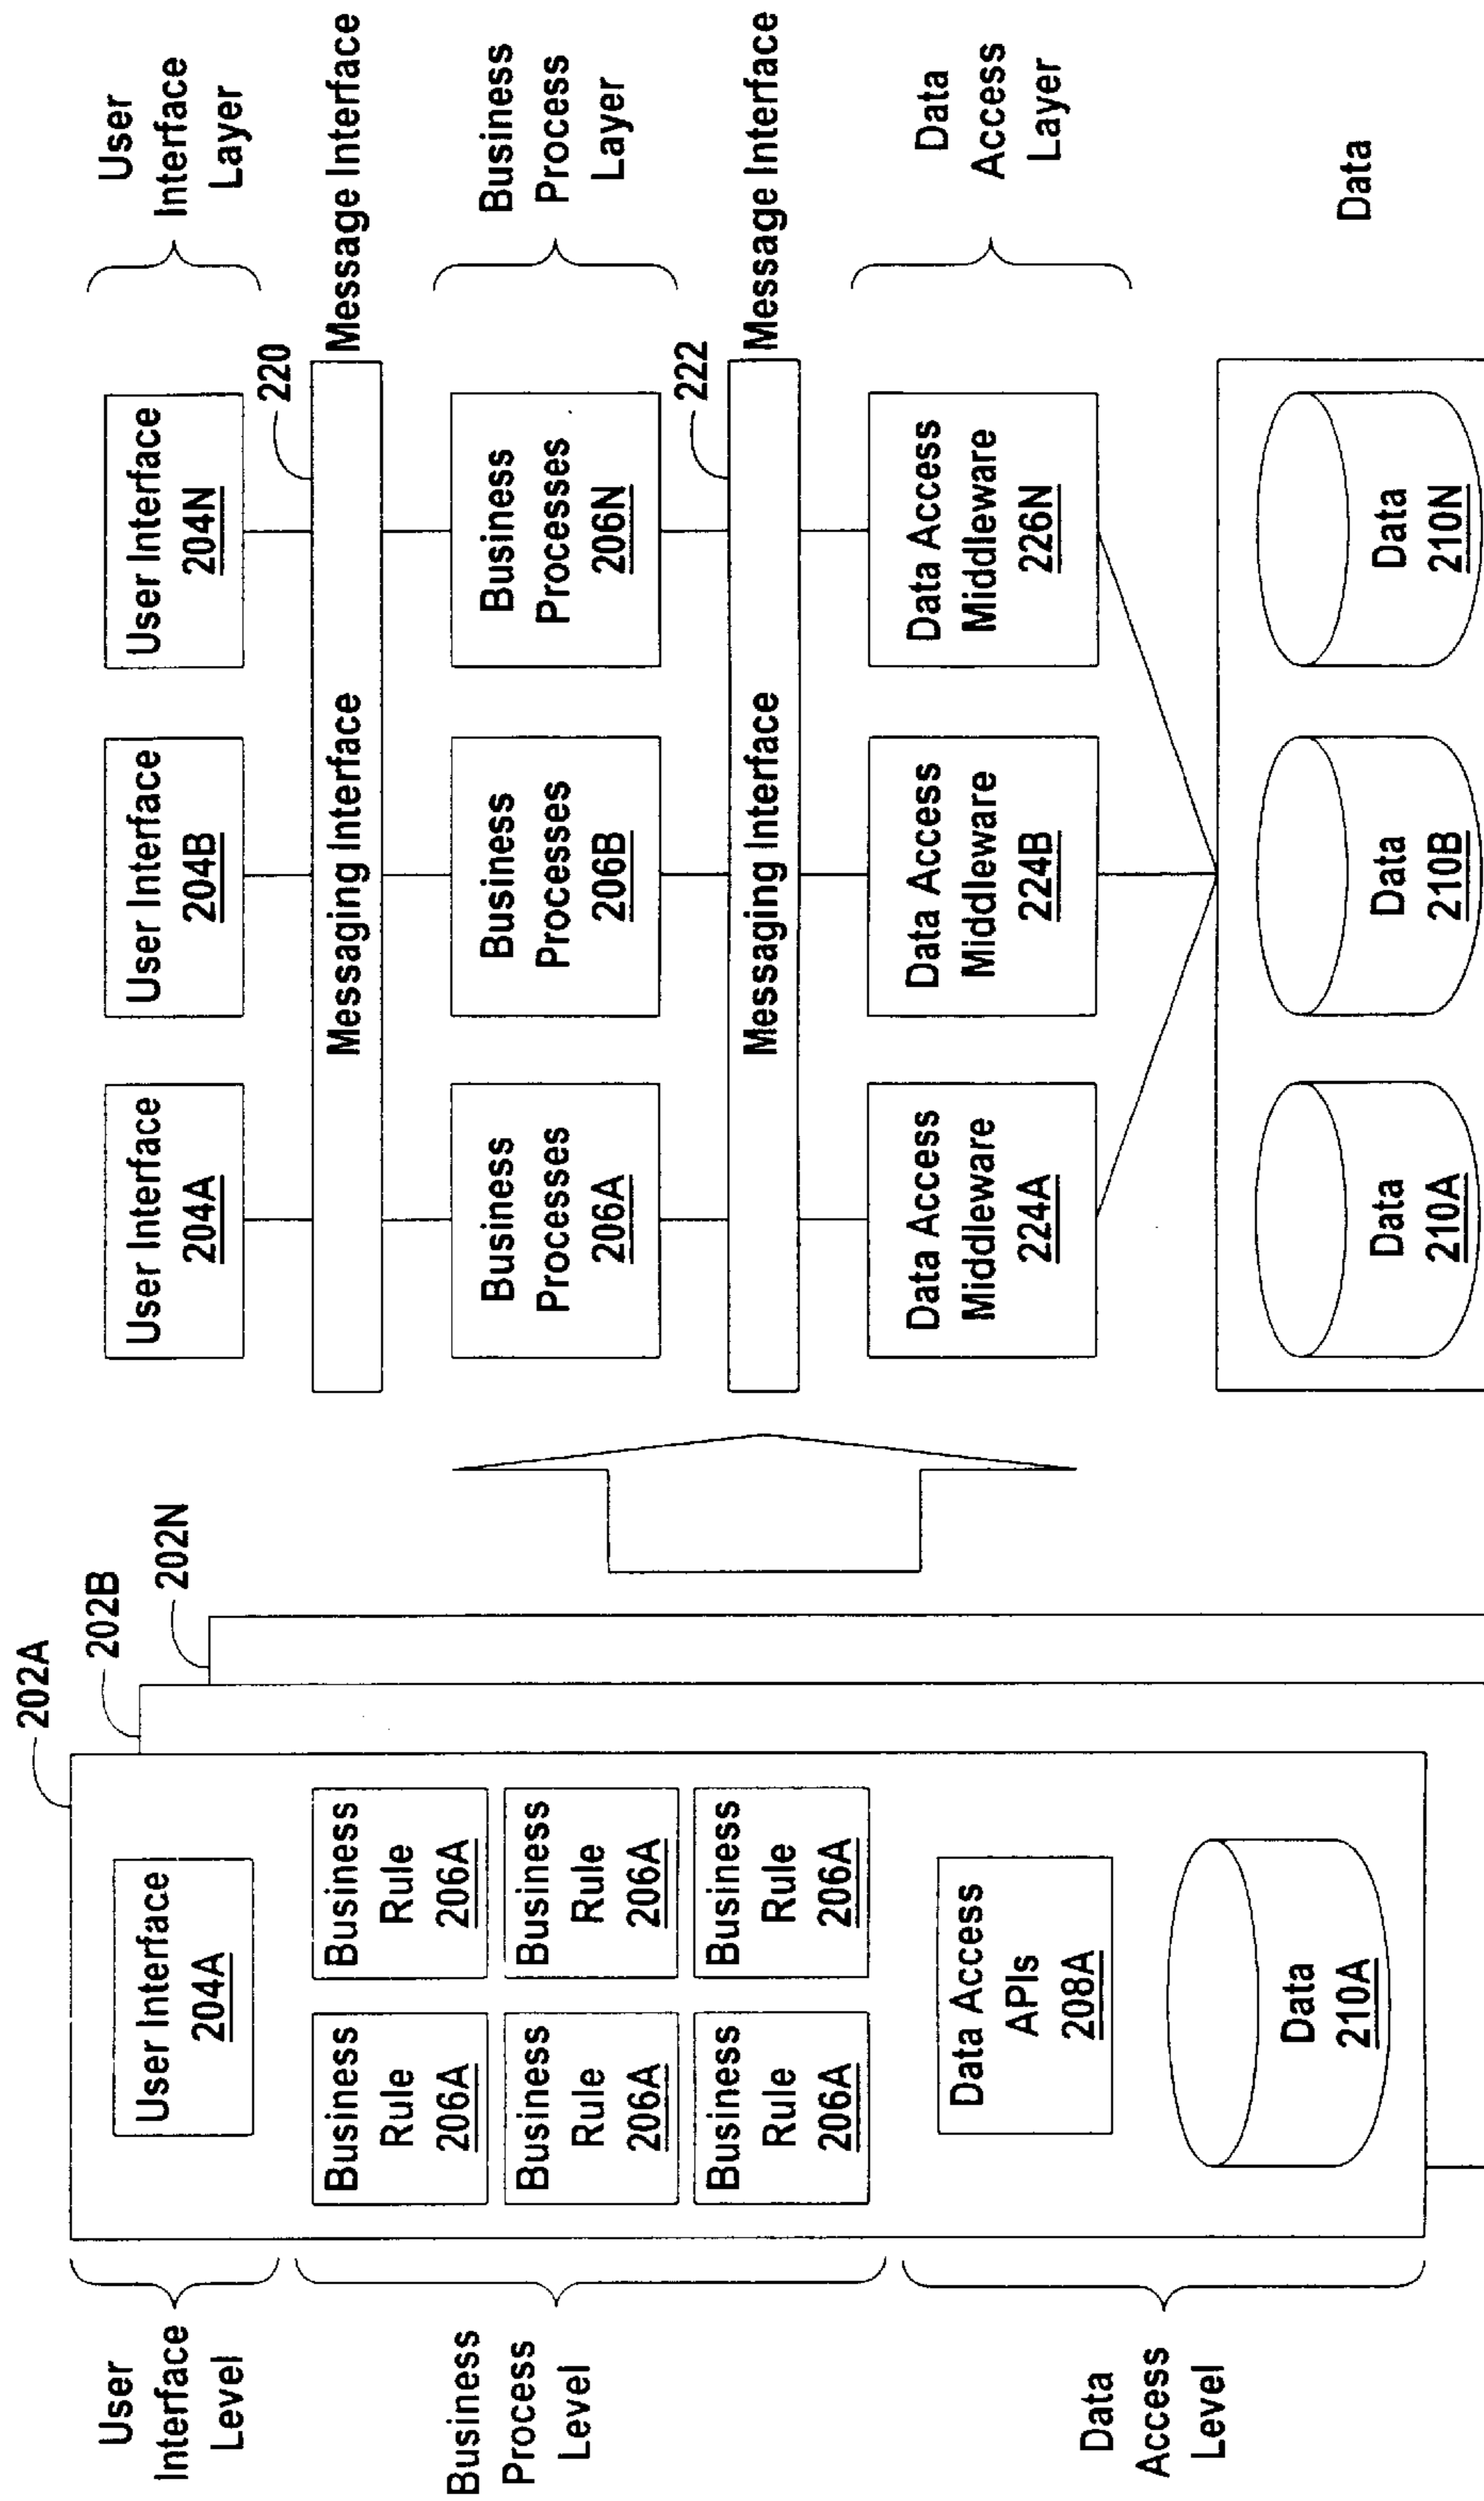 202A
202B
202N
User
Interface
Level
User Interface
204A
Business
Process
Level
Business
Rule
206A
Business
Rule
206A
Business
Rule
206A
Business
Rule
206A
Business
Rule
206A
Business
Rule
206A
Data
Access
Level
Data Access
APIs
208A
Data
210A
User Interface
204A
User Interface
204B
User Interface
204N
User
Interface
Layer
220
Messaging Interface
Message Interface
Business
Processes
206A
Business
Processes
206B
Business
Processes
206N
Business
Process
Layer
222
Messaging Interface
Message Interface
Data Access
Middleware
224A
Data Access
Middleware
224B
Data Access
Middleware
226N
Data
Access
Layer
Data
210A
Data
210B
Data
210N
Data